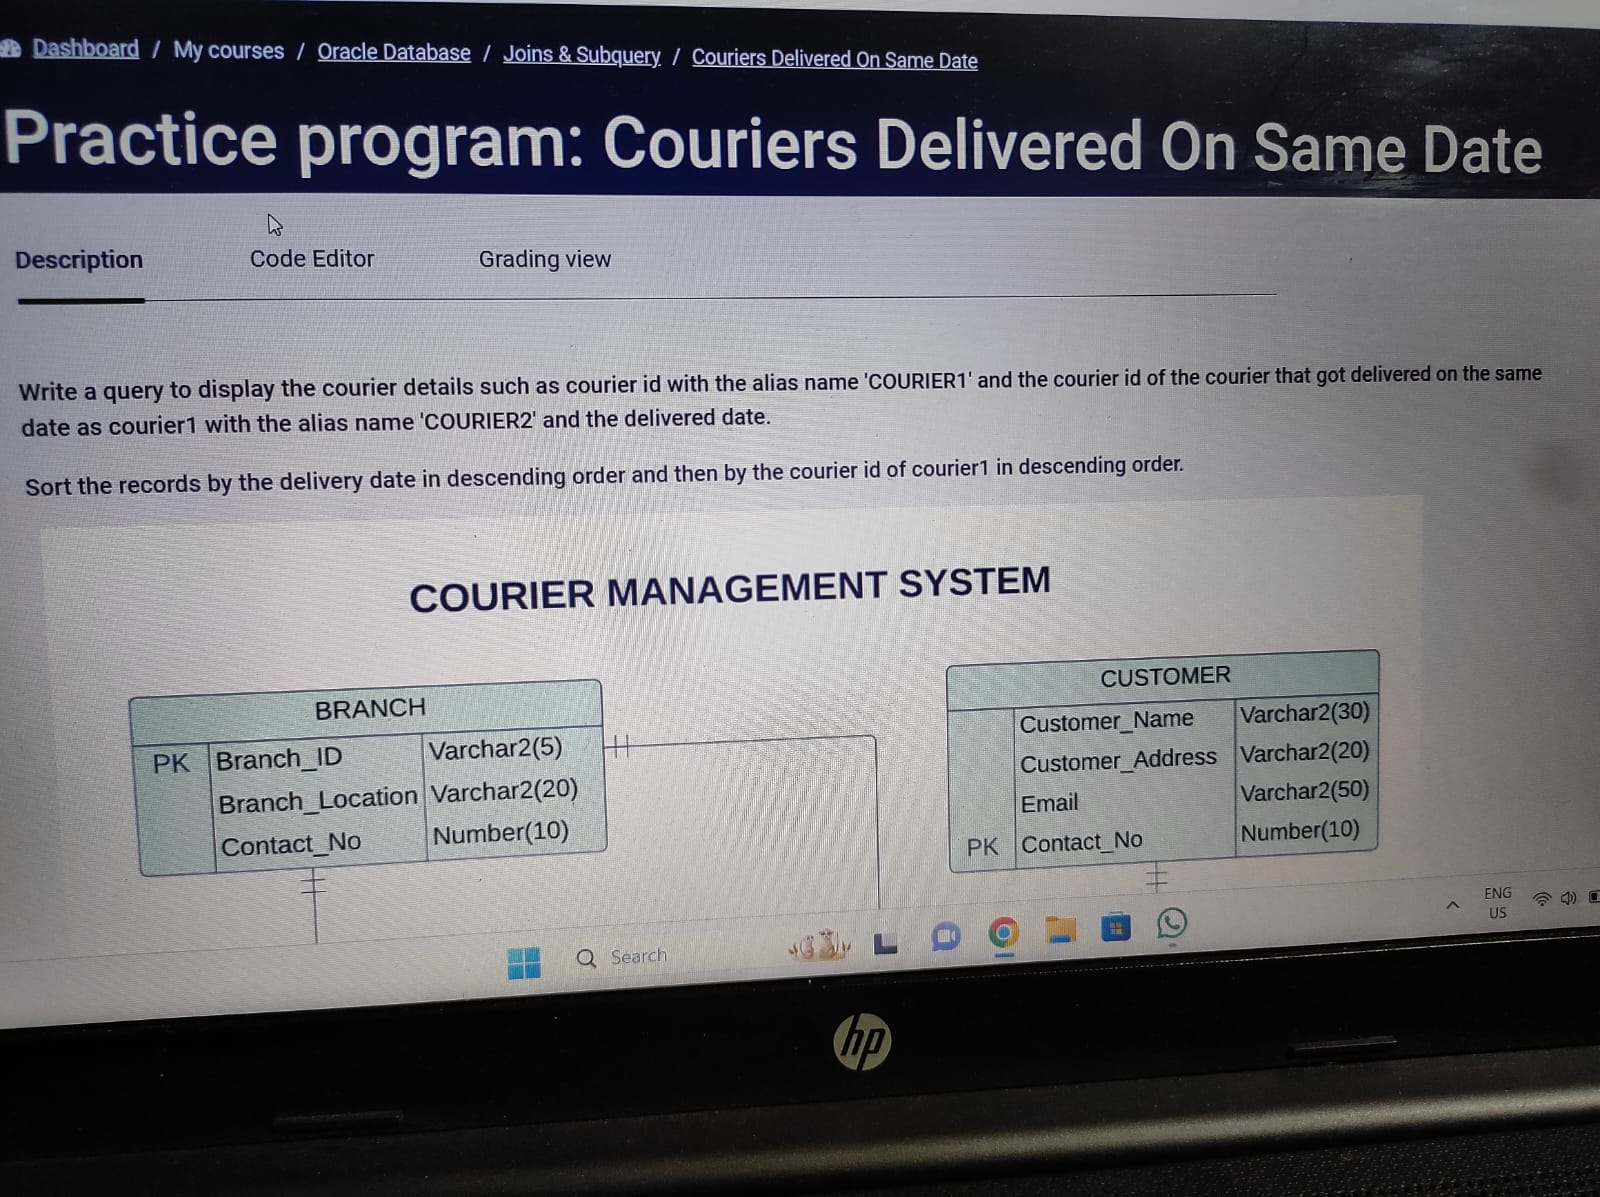 Dashboard / My courses / Oracle Database / Joins & Subquery / Couriers Delivered On Same Date
Practice program: Couriers Delivered On Same Date
Description Code Editor Grading view
Write a query to display the courier details such as courier id with the alias name 'COURIER1' and the courier id of the courier that got delivered on the same
date as courier1 with the alias name 'COURIER2' and the delivered date.
Sort the records by the delivery date in descending order and then by the courier id of courier1 in descending order.
COURIER MANAGEMENT SYSTEM
BRANCH
PK Branch_ID Varchar2(5)
Branch_Location Varchar2(20)
Contact_No Number(10)
CUSTOMER
Customer_Name Varchar2(30)
Customer_Address Varchar2(20)
Email Varchar2(50)
PK Contact_No Number(10)
Search
ENG
US
hp